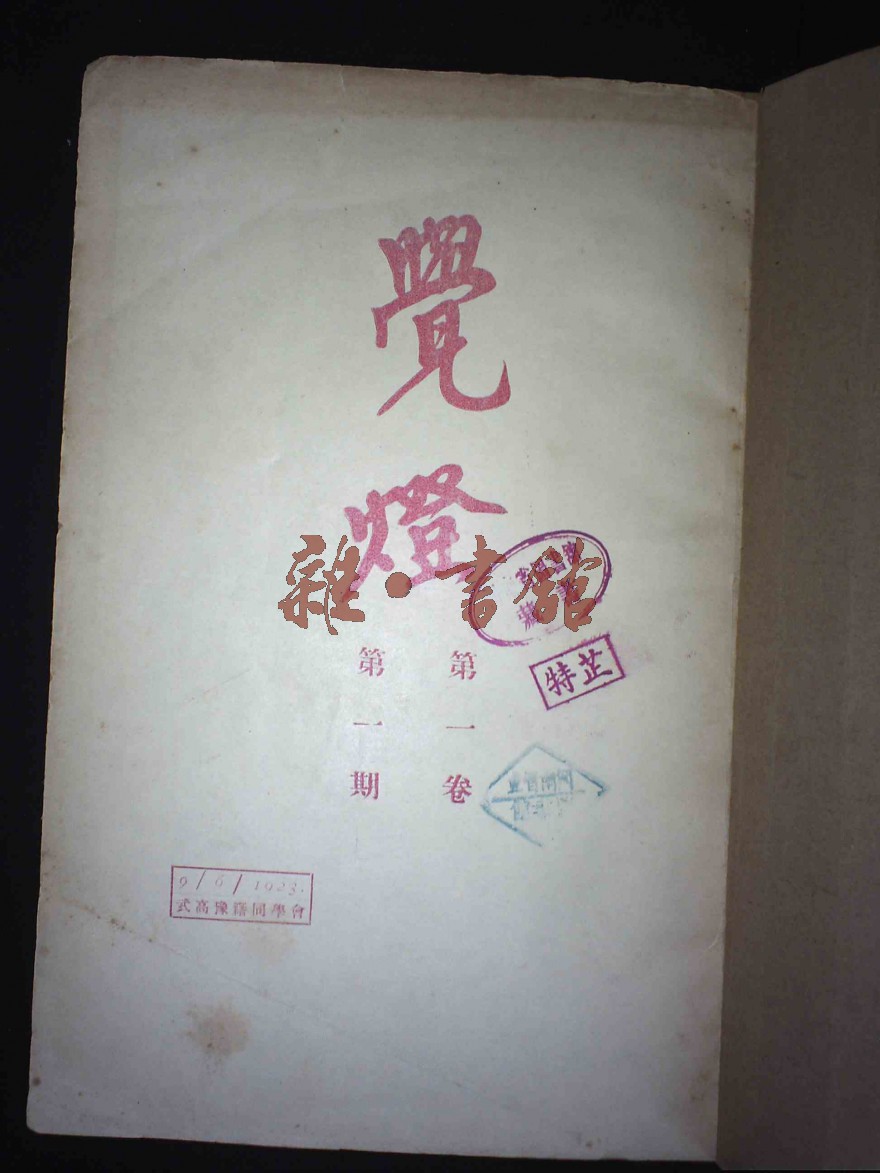 覺燈
雜·書館
第一卷
第一期
特芷
9/6/1923.
會學同籍豫高武